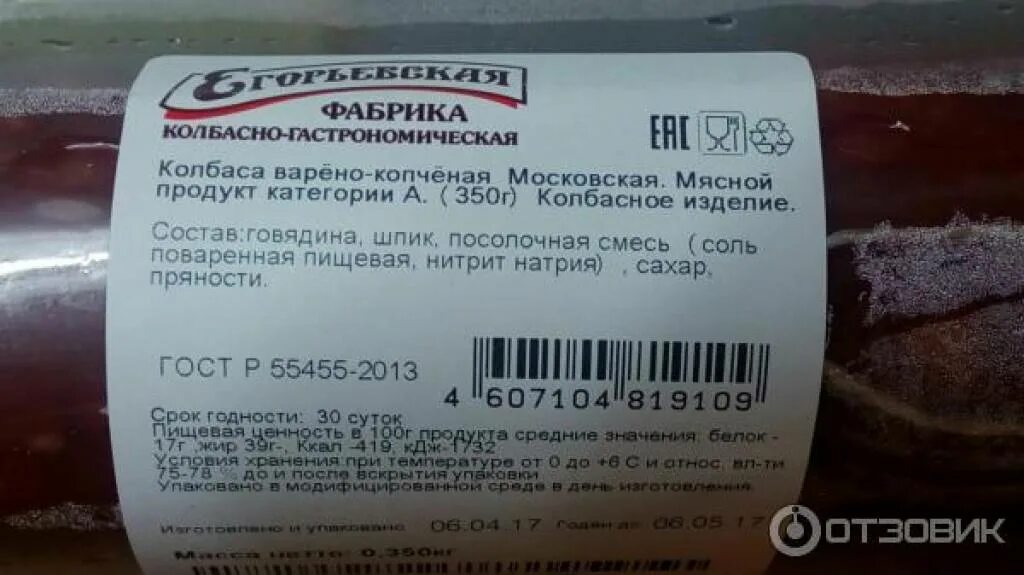 ЕГОРЬЕВСКАЯ
ФАБРИКА
КОЛБАСНО-ГАСТРОНОМИЧЕСКАЯ
EAC
Колбаса варёно-копчёная Московская. Мясной
продукт категории А. ( 350г) Колбасное изделие.
Состав:говядина, шпик, посолочная смесь ( соль
поваренная пищевая, нитрит натрия) , сахар,
пряности.
ГОСТ Р 55455-2013
4 607104 819109
Срок годности: 30 суток
Пищевая ценность в 100г продукта средние значения: белок -
17г ,жир 39г-, Ккал -419, кДж-1732
Условия хранения:при температуре от 0 до +6 С и относ. вл-ти
75-78 % до и после вскрытия упаковки
Упаковано в модифицированной среде в день изготовления.
Изготовлено и упаковано 06.04.17 Годен до 06.05.17
Масса нетто: 0,350кг
ОТЗОВИК